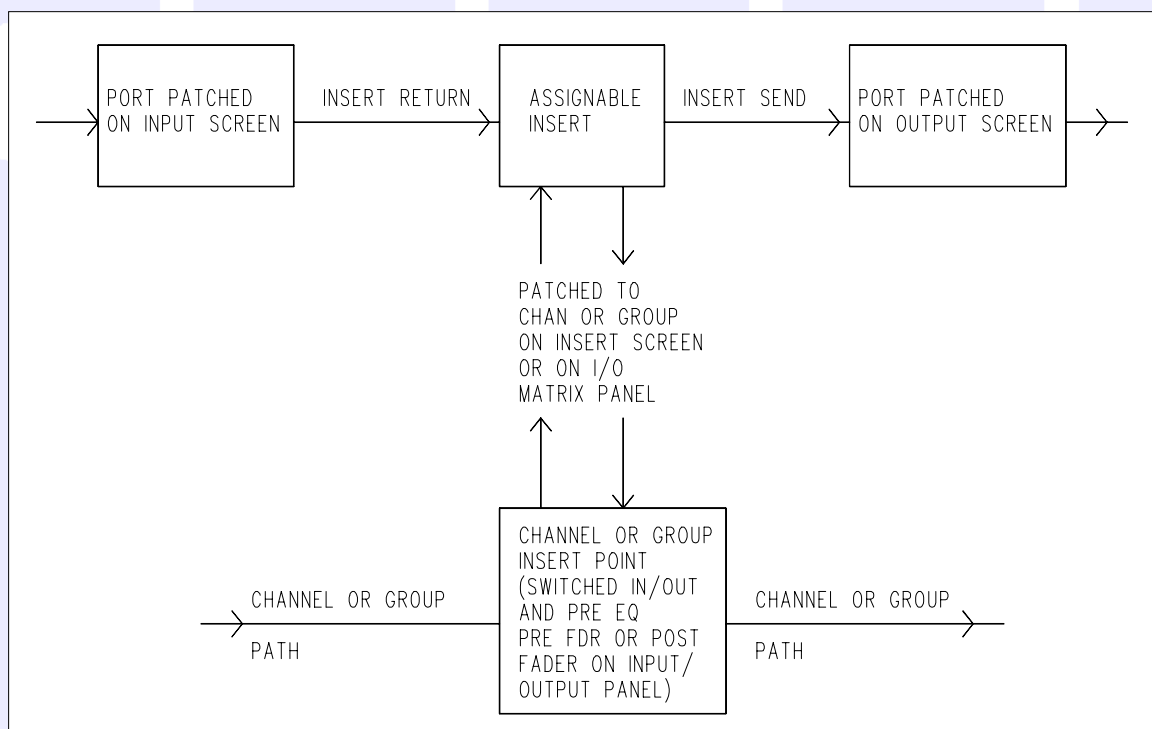 PORT PATCHED
ON INPUT SCREEN
INSERT RETURN
ASSIGNABLE
INSERT
INSERT SEND
PORT PATCHED
ON OUTPUT SCREEN
PATCHED TO
CHAN OR GROUP
ON INSERT SCREEN
OR ON I/O
MATRIX PANEL
CHANNEL OR GROUP
PATH
CHANNEL OR GROUP
INSERT POINT
(SWITCHED IN/OUT
AND PRE EQ
PRE FDR OR POST
FADER ON INPUT/
OUTPUT PANEL)
CHANNEL OR GROUP
PATH